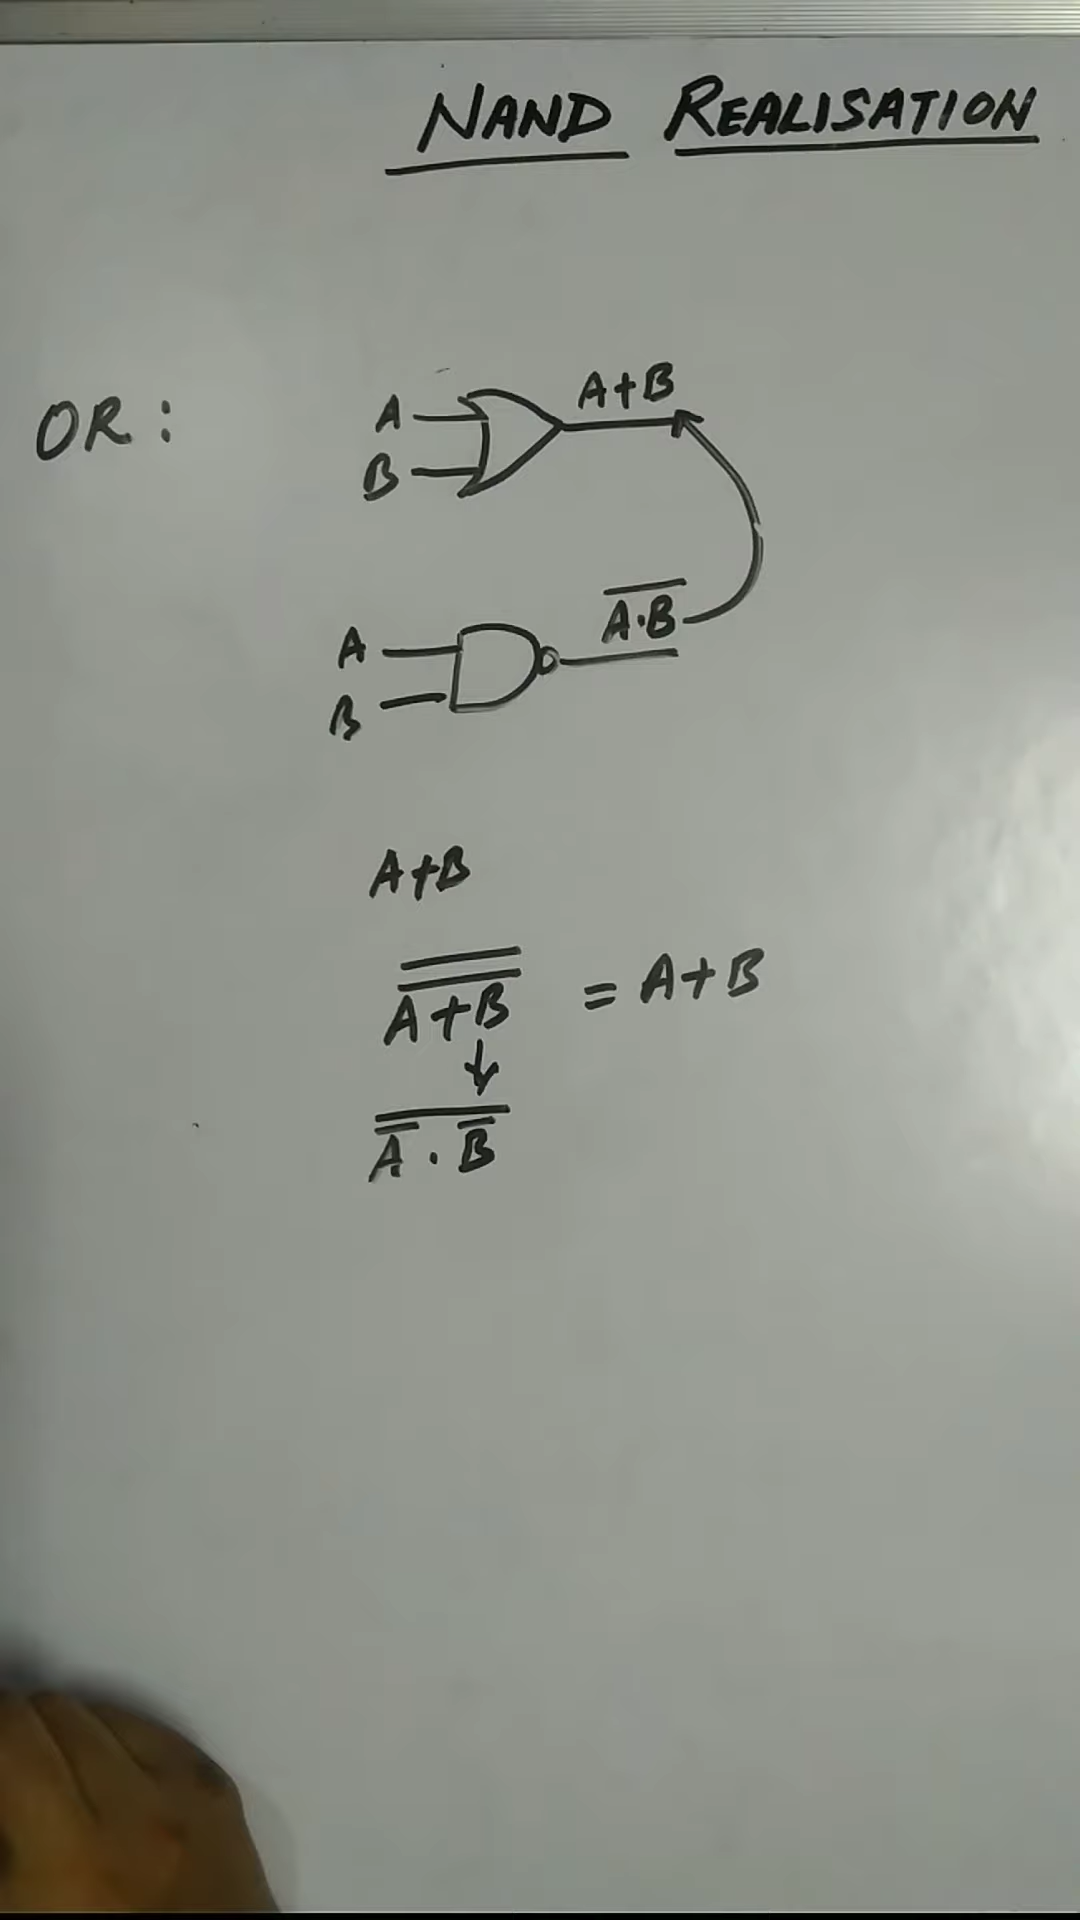 NAND REALISATION
OR:
A+B
A
B
A̅·̅B̅
A
B
A+B
A̿+̿B̿ = A+B
↓
A̿ ̅.̅ B̿